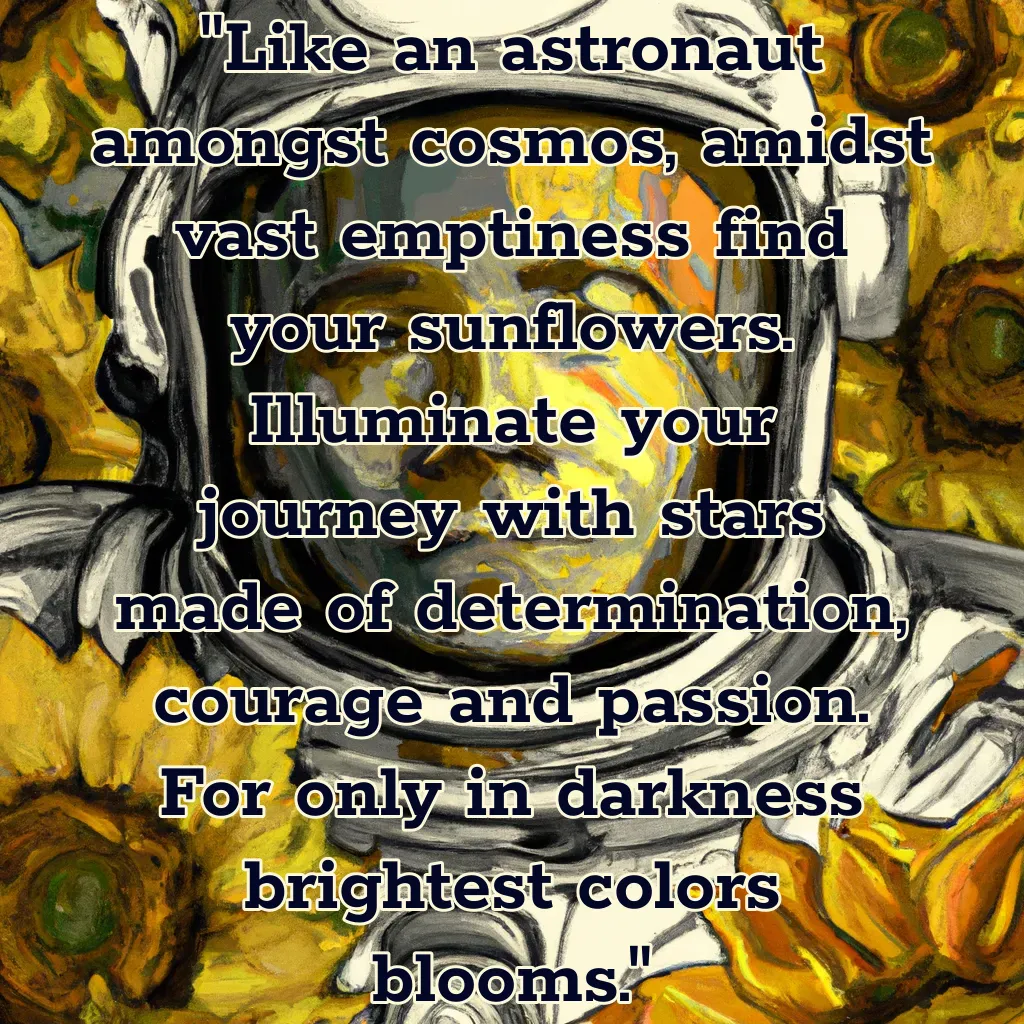 "Like an astronaut
amongst cosmos, amidst
vast emptiness find
your sunflowers.
Illuminate your
journey with stars
made of determination,
courage and passion.
For only in darkness
brightest colors
blooms."